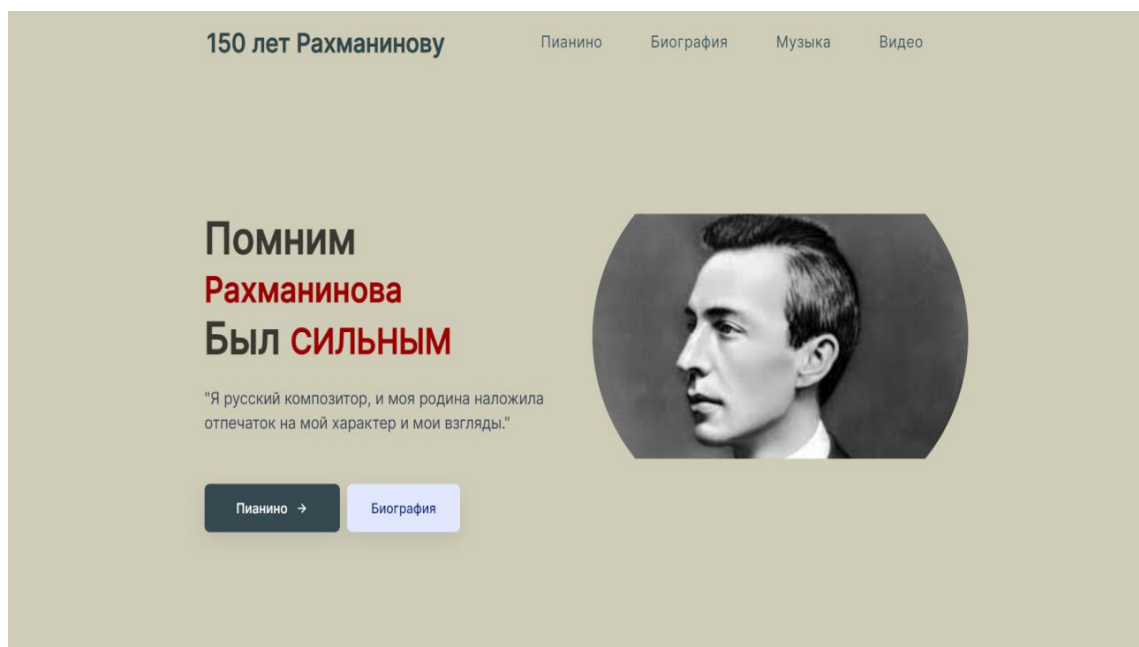 150 лет Рахманинову
Пианино
Биография
Музыка
Видео
Помним
Рахманинова
Был сильным
"Я русский композитор, и моя родина наложила
отпечаток на мой характер и мои взгляды."
Пианино →
Биография